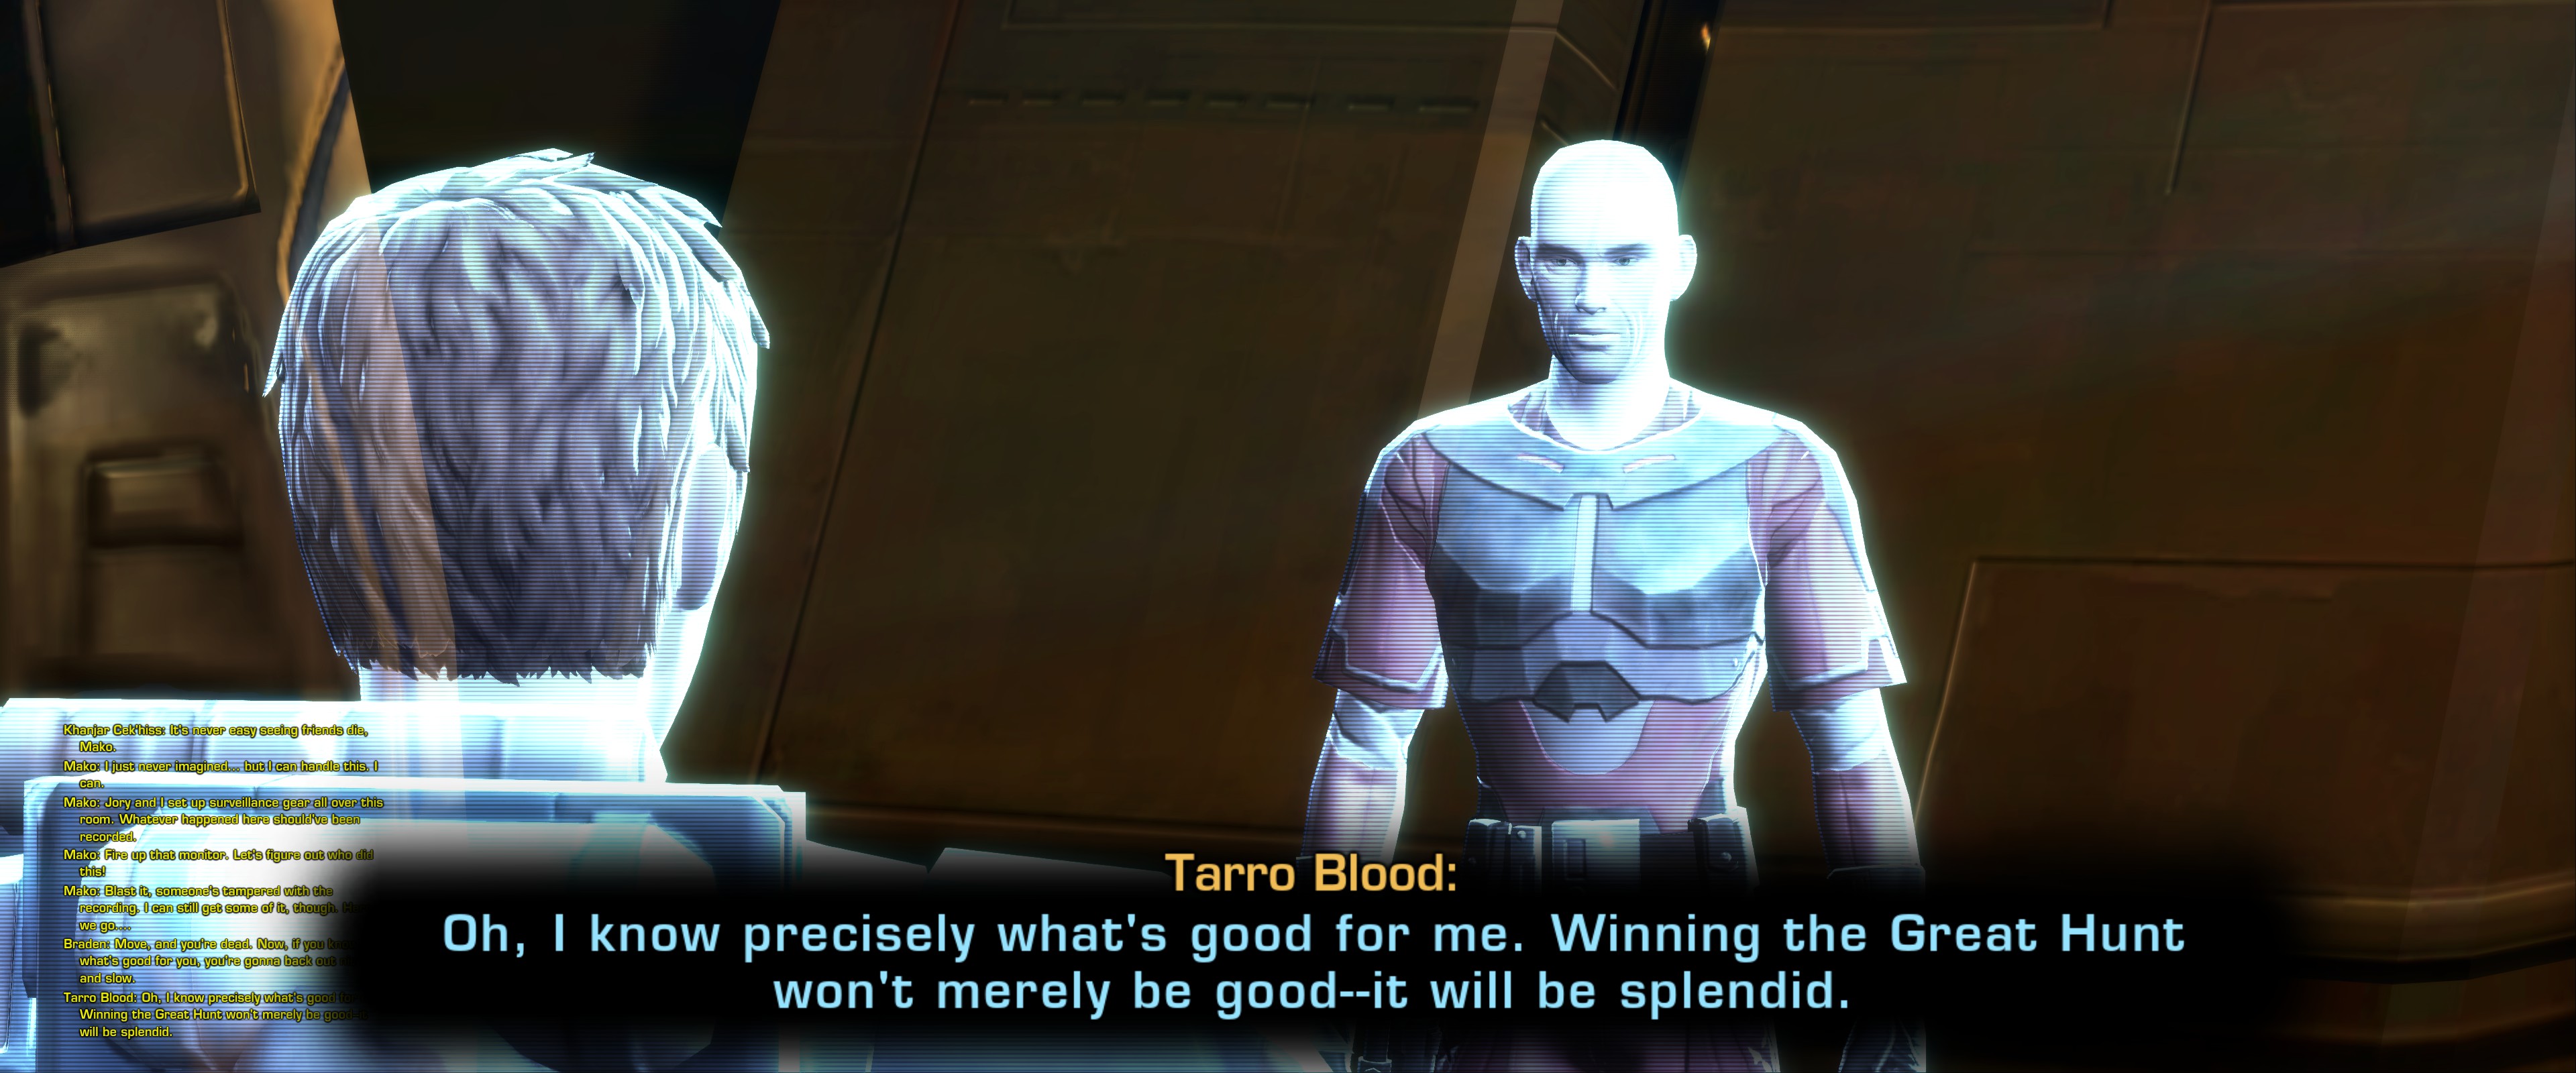 Khanjar Cek'hiss: It's never easy seeing friends die,
Mako.
Mako: I just never imagined... but I can handle this. I
can.
Mako: Jory and I set up surveillance gear all over this
room. Whatever happened here should've been
recorded.
Mako: Fire up that monitor. Let's figure out who did
this!
Mako: Blast it, someone's tampered with the
recording. I can still get some of it, though.
we go....
Braden: Move, and you're dead. Now, if you
what's good for you, you're gonna back out
and slow.
Tarro Blood: Oh, I know precisely what's good
Winning the Great Hunt won't merely be good
will be splendid.
Tarro Blood:
Oh, I know precisely what's good for me. Winning the Great Hunt
won't merely be good--it will be splendid.